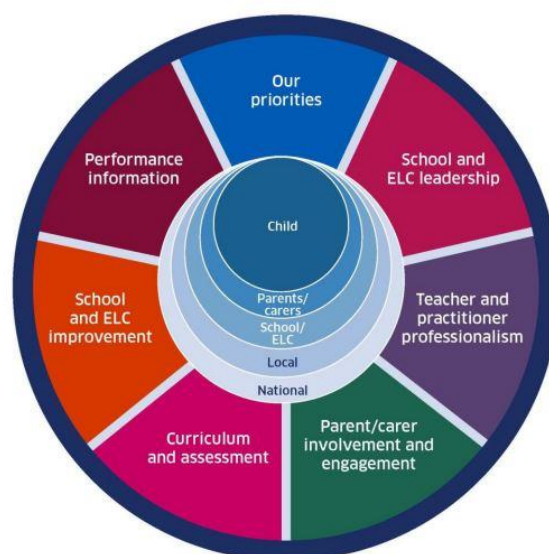 Our
priorities
School and
ELC leadership
Teacher and
practitioner
professionalism
Parent/carer
involvement and
engagement
Curriculum
and assessment
School
and ELC
improvement
Performance
information
Child
Parents/
carers
School/
ELC
Local
National